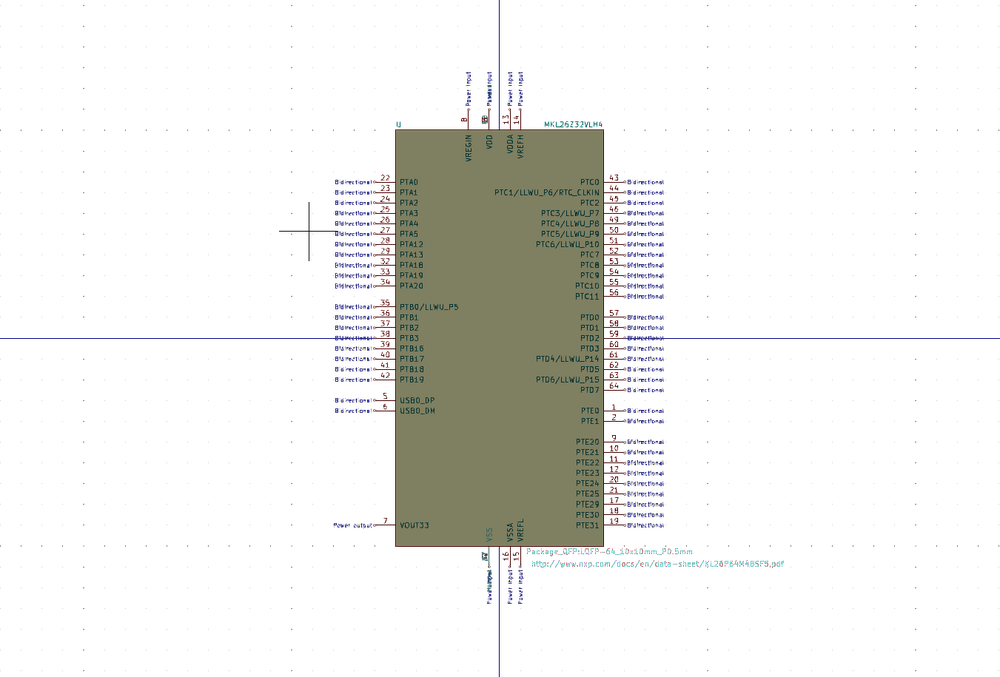 Power Input
Power Input
Power Input
8
13
14
U
MKL26Z32VLH4
VREGIN
VDD
VDDA
VREFH
Bidirectional 22 PTA0
PTC0 43 Bidirectional
Bidirectional 23 PTA1
PTC1/LLWU_P6/RTC_CLKIN 44 Bidirectional
Bidirectional 24 PTA2
PTC2 45 Bidirectional
Bidirectional 25 PTA3
PTC3/LLWU_P7 46 Bidirectional
Bidirectional 26 PTA4
PTC4/LLWU_P8 49 Bidirectional
Bidirectional 27 PTA5
PTC5/LLWU_P9 50 Bidirectional
Bidirectional 28 PTA12
PTC6/LLWU_P10 51 Bidirectional
Bidirectional 29 PTA13
PTC7 52 Bidirectional
Bidirectional 32 PTA18
PTC8 53 Bidirectional
Bidirectional 33 PTA19
PTC9 54 Bidirectional
Bidirectional 34 PTA20
PTC10 55 Bidirectional
PTC11 56 Bidirectional
Bidirectional 35 PTB0/LLWU_P5
Bidirectional 36 PTB1
PTD0 57 Bidirectional
Bidirectional 37 PTB2
PTD1 58 Bidirectional
Bidirectional 38 PTB3
PTD2 59 Bidirectional
Bidirectional 39 PTB16
PTD3 60 Bidirectional
Bidirectional 40 PTB17
PTD4/LLWU_P14 61 Bidirectional
Bidirectional 41 PTB18
PTD5 62 Bidirectional
Bidirectional 42 PTB19
PTD6/LLWU_P15 63 Bidirectional
PTD7 64 Bidirectional
Bidirectional 5 USB0_DP
Bidirectional 6 USB0_DM
PTE0 1 Bidirectional
PTE1 2 Bidirectional
PTE20 9 Bidirectional
PTE21 10 Bidirectional
PTE22 11 Bidirectional
PTE23 12 Bidirectional
PTE24 20 Bidirectional
PTE25 21 Bidirectional
PTE29 17 Bidirectional
PTE30 18 Bidirectional
PTE31 19 Bidirectional
Power output 7 VOUT33
VSS
VSSA
VREFL
16
15
Power Input
Power Input
Package_QFP:LQFP-64_10x10mm_P0.5mm
http://www.nxp.com/docs/en/data-sheet/KL26P64M48SF5.pdf